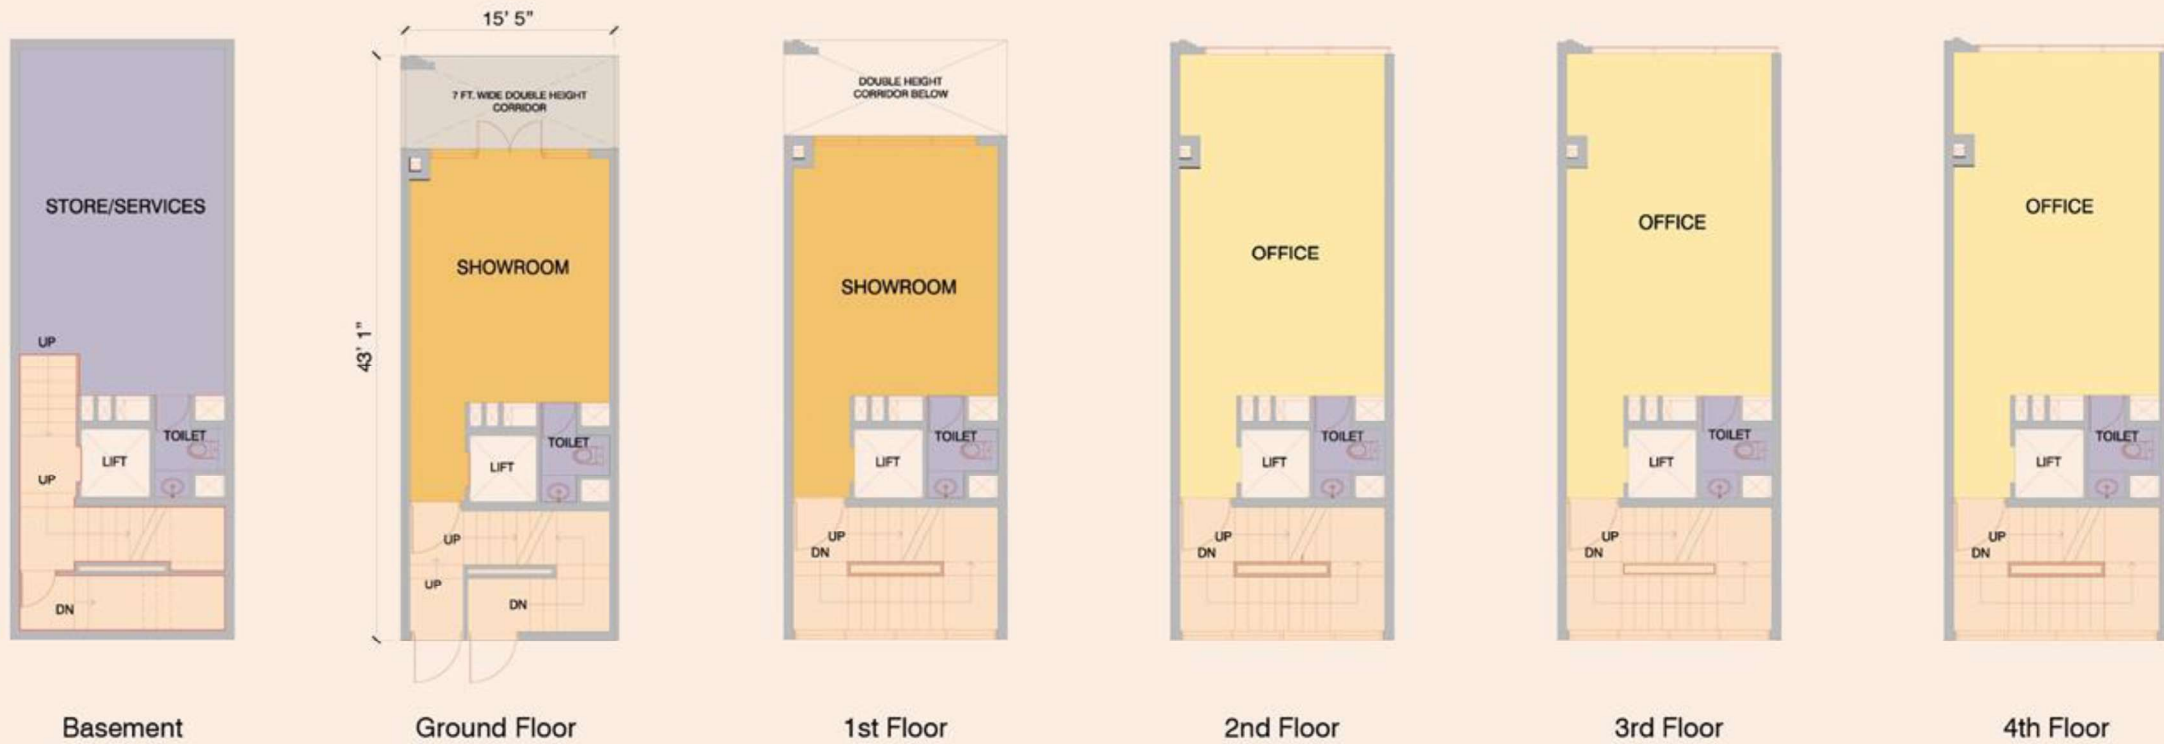 STORE/SERVICES
UP
UP
LIFT
TOILET
DN
Basement
15' 5"
43' 1"
7 FT. WIDE DOUBLE HEIGHT
CORRIDOR
SHOWROOM
LIFT
TOILET
UP
UP
DN
Ground Floor
DOUBLE HEIGHT
CORRIDOR BELOW
SHOWROOM
LIFT
TOILET
UP
DN
1st Floor
OFFICE
LIFT
TOILET
UP
DN
2nd Floor
OFFICE
LIFT
TOILET
UP
DN
3rd Floor
OFFICE
LIFT
TOILET
UP
DN
4th Floor